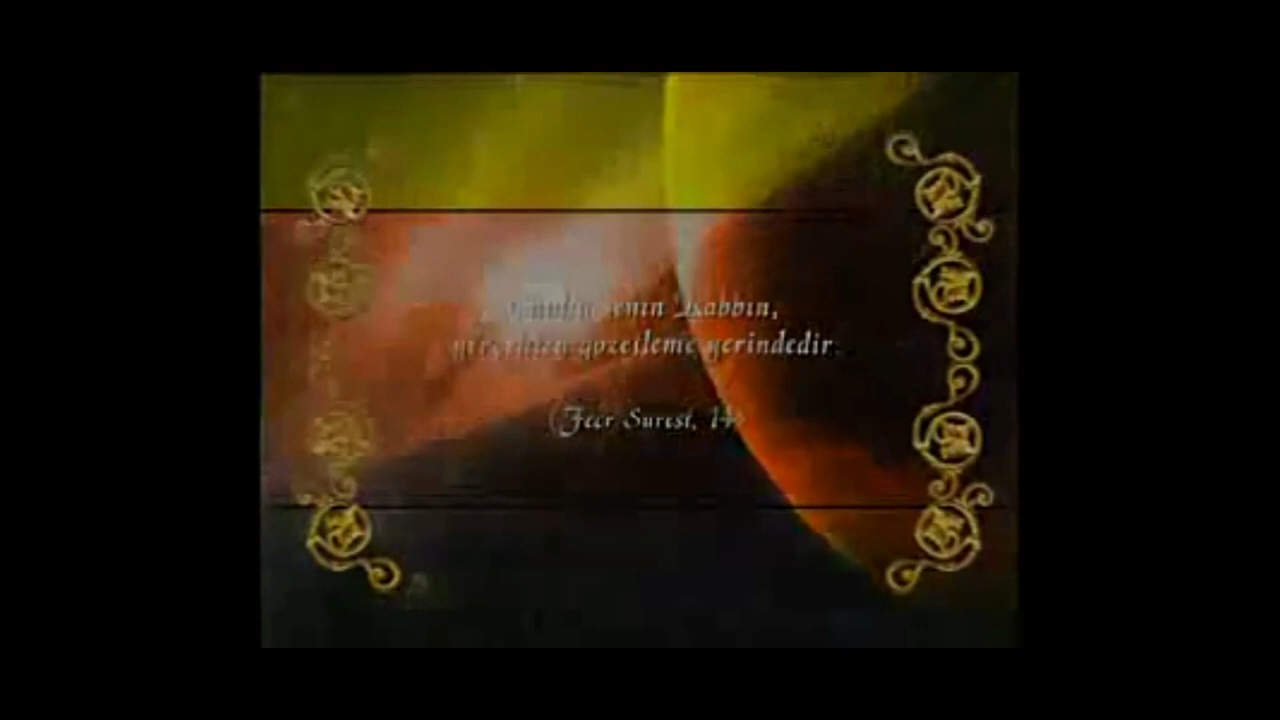 senin Rabbin,
gözetleme yerindedir
(Fecr Suresi, 14)